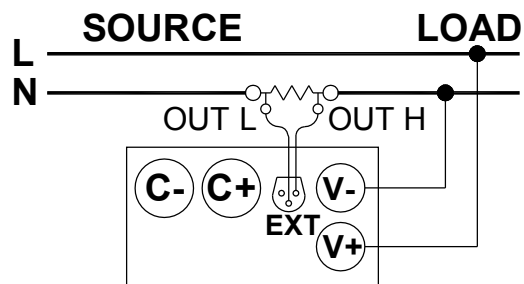 SOURCE LOAD
L
N
OUT L OUT H
C- C+ V-
EXT
V+